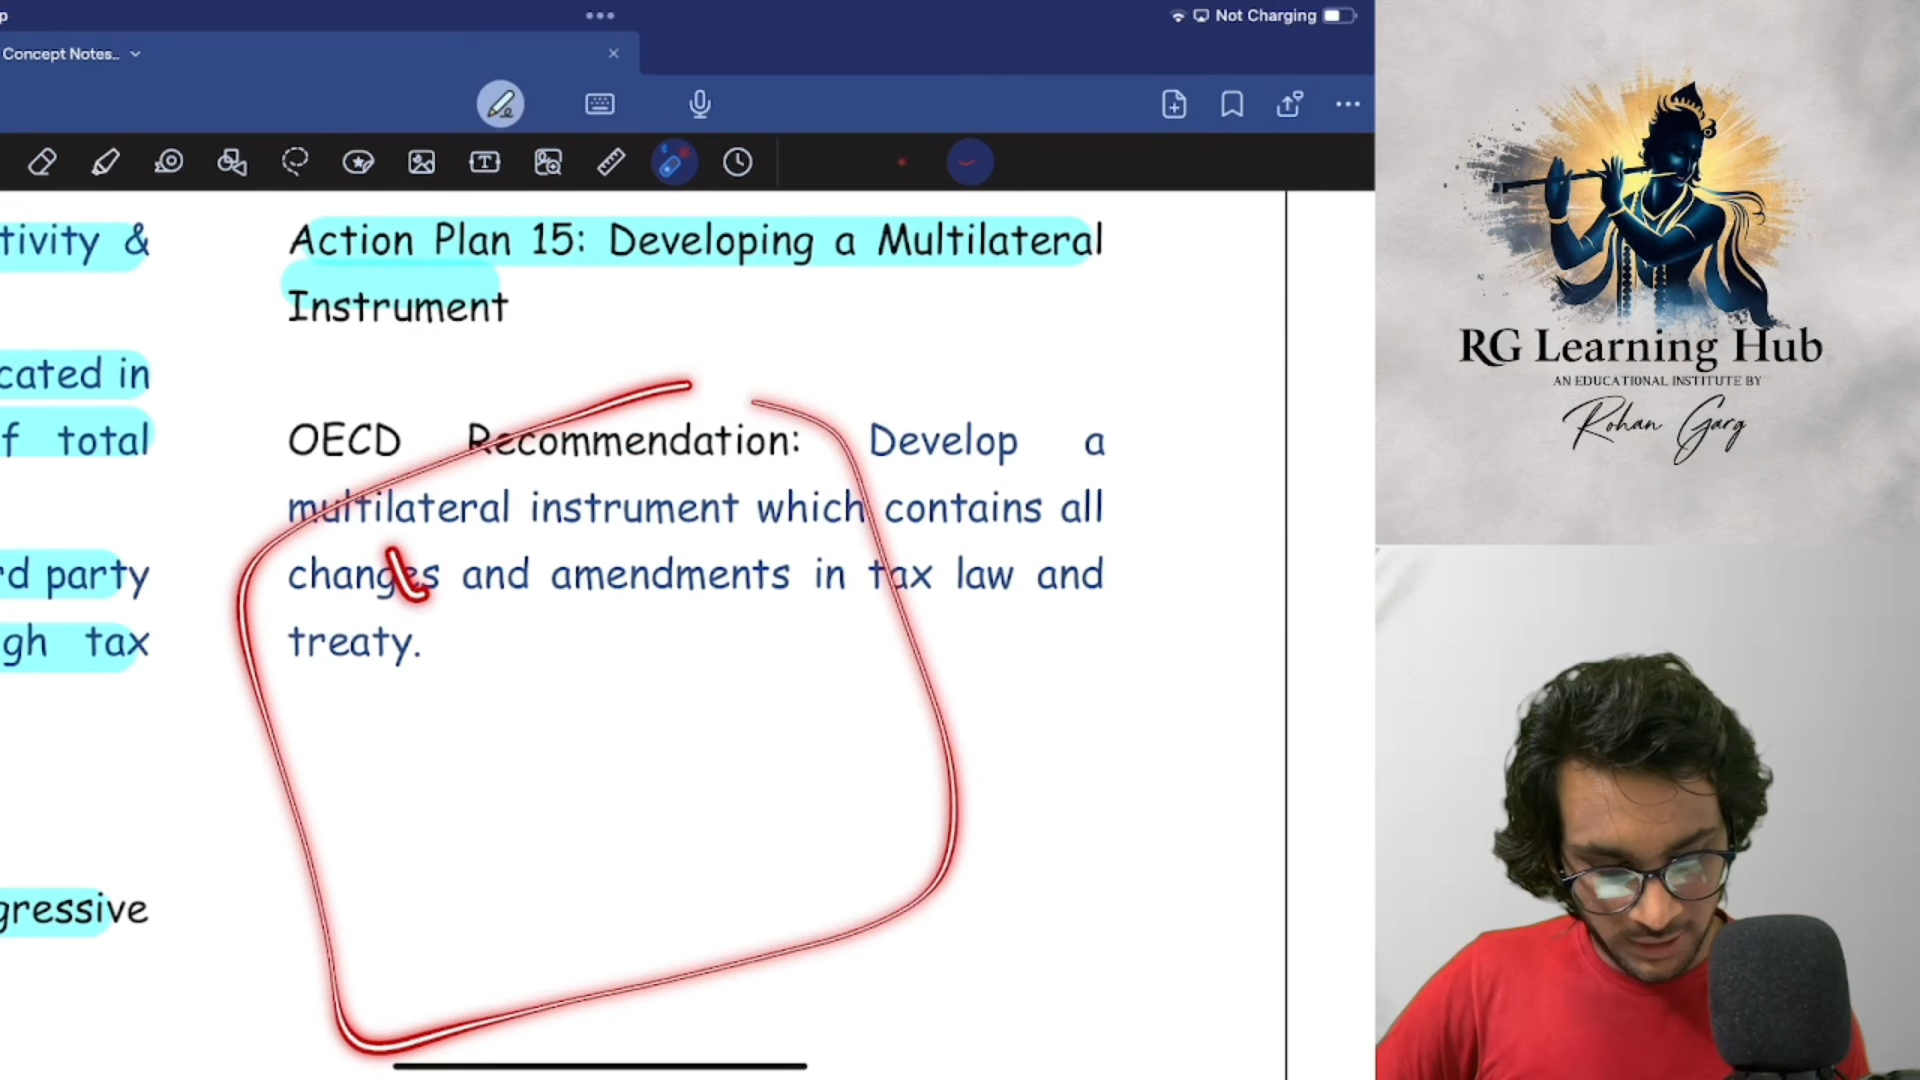 p
Not Charging
Concept Notes..
tivity &
cated in
f total
rd party
gh tax
gressive
Action Plan 15: Developing a Multilateral
Instrument
OECD Recommendation: Develop a
multilateral instrument which contains all
changes and amendments in tax law and
treaty.
RG Learning Hub
AN EDUCATIONAL INSTITUTE BY
Rohan Garg